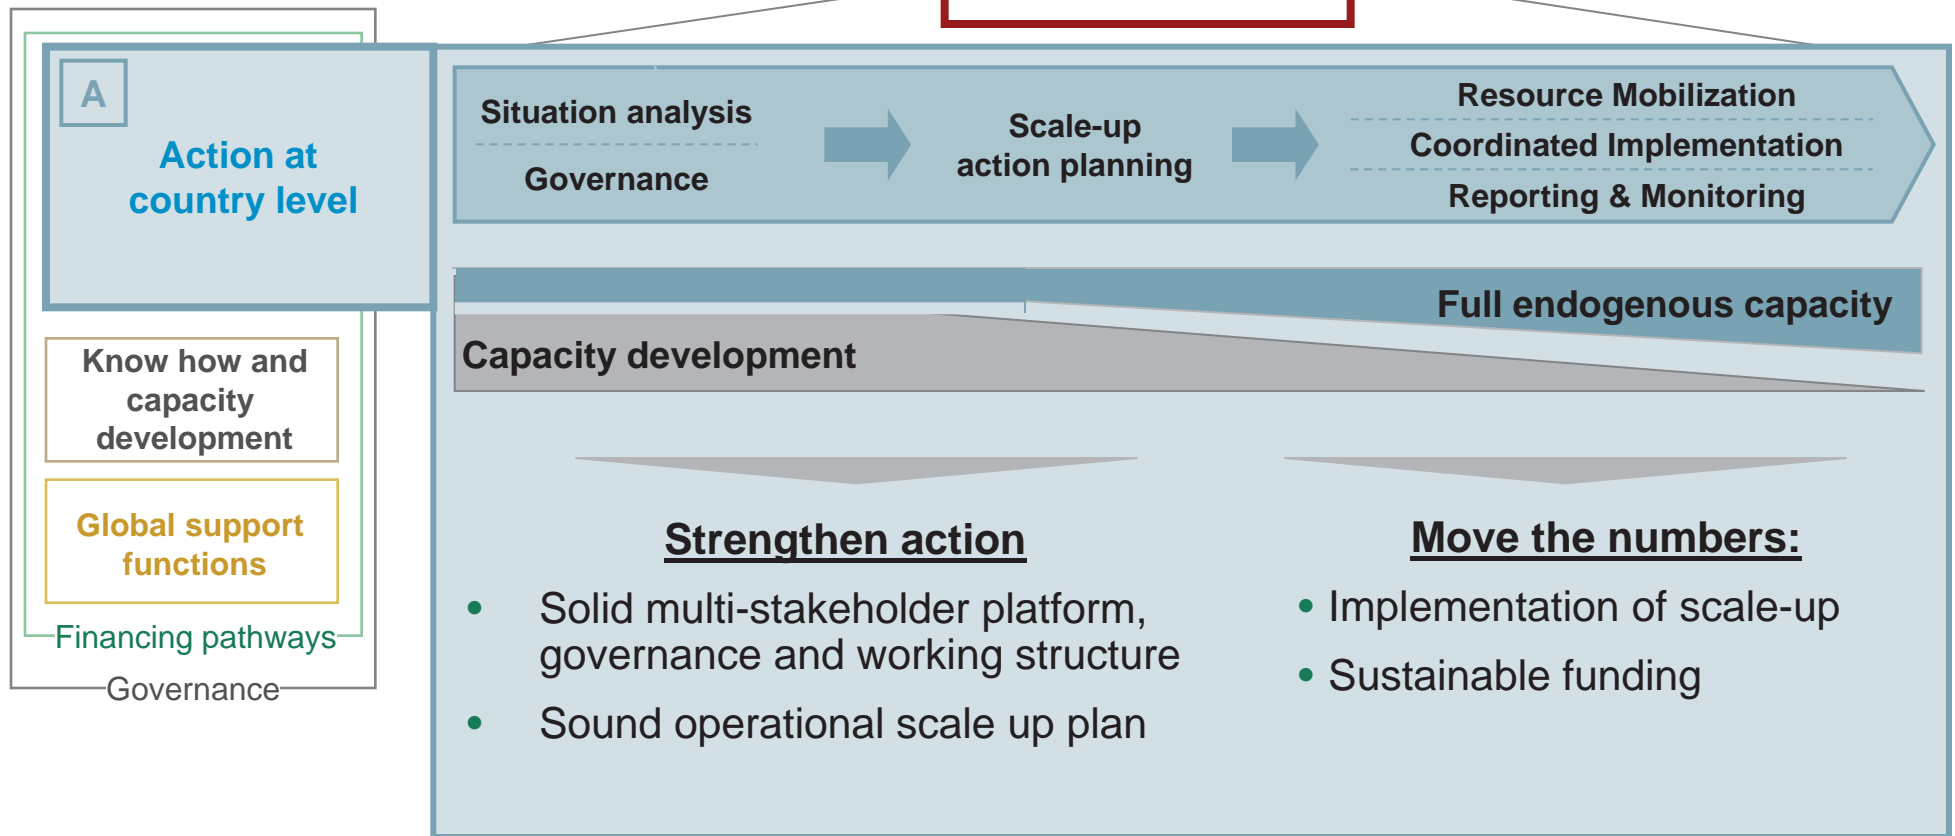 A
Action at
country level
Know how and
capacity
development
Global support
functions
Financing pathways
Governance
Situation analysis
Governance
Scale-up
action planning
Resource Mobilization
Coordinated Implementation
Reporting & Monitoring
Full endogenous capacity
Capacity development
Strengthen action
• Solid multi-stakeholder platform,
governance and working structure
• Sound operational scale up plan
Move the numbers:
• Implementation of scale-up
• Sustainable funding